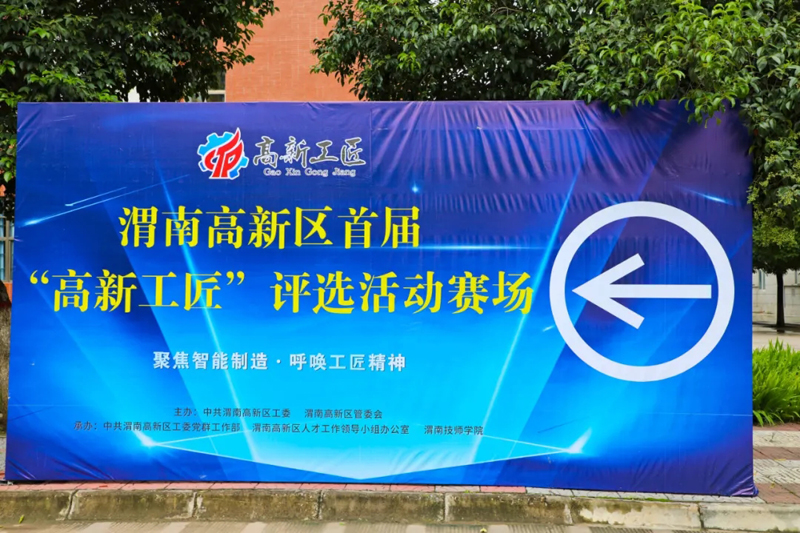 高新工匠
Gao Xin Gong Jiang
渭南高新区首届
“高新工匠”评选活动赛场
聚焦智能制造·呼唤工匠精神
主办：中共渭南高新区工委 渭南高新区管委会
承办：中共渭南高新区工委党群工作部 渭南高新区人才工作领导小组办公室 渭南技师学院